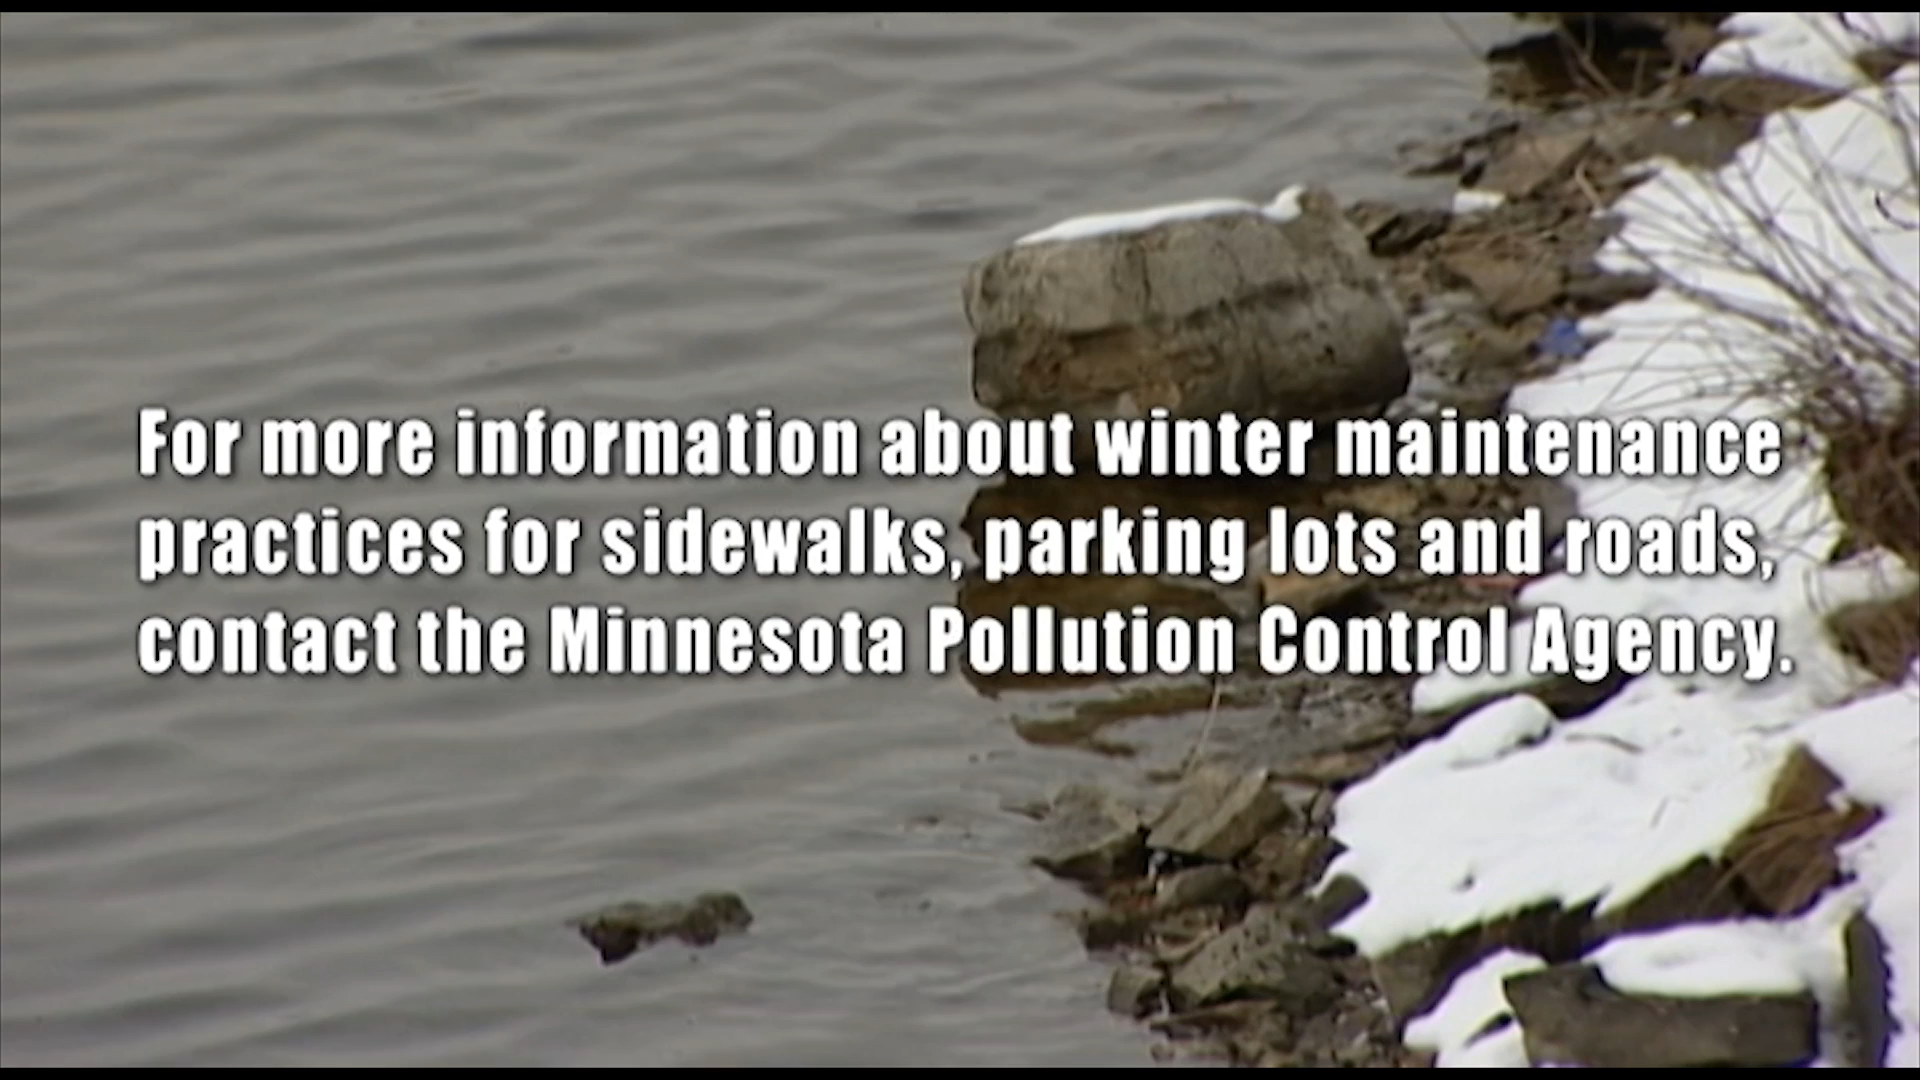 For more information about winter maintenance
practices for sidewalks, parking lots and roads,
contact the Minnesota Pollution Control Agency.